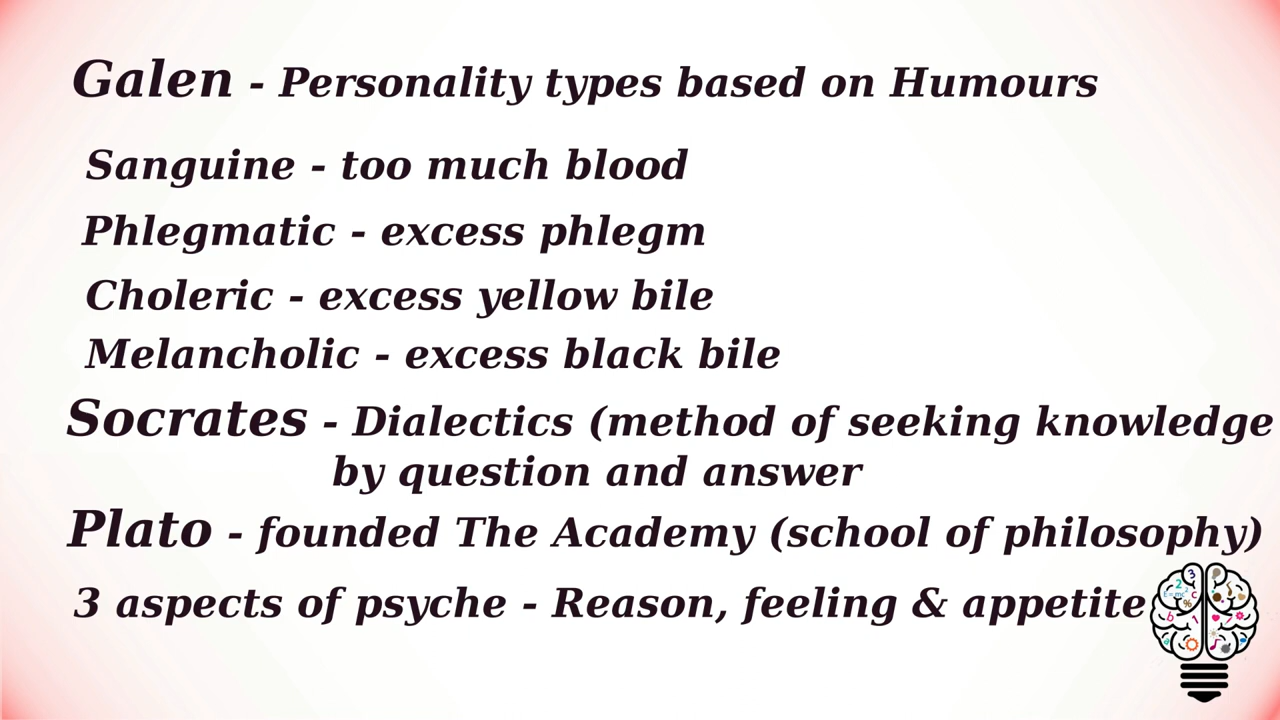 Galen - Personality types based on Humours
Sanguine - too much blood
Phlegmatic - excess phlegm
Choleric - excess yellow bile
Melancholic - excess black bile
Socrates - Dialectics (method of seeking knowledge
by question and answer
Plato - founded The Academy (school of philosophy)
3 aspects of psyche - Reason, feeling & appetite